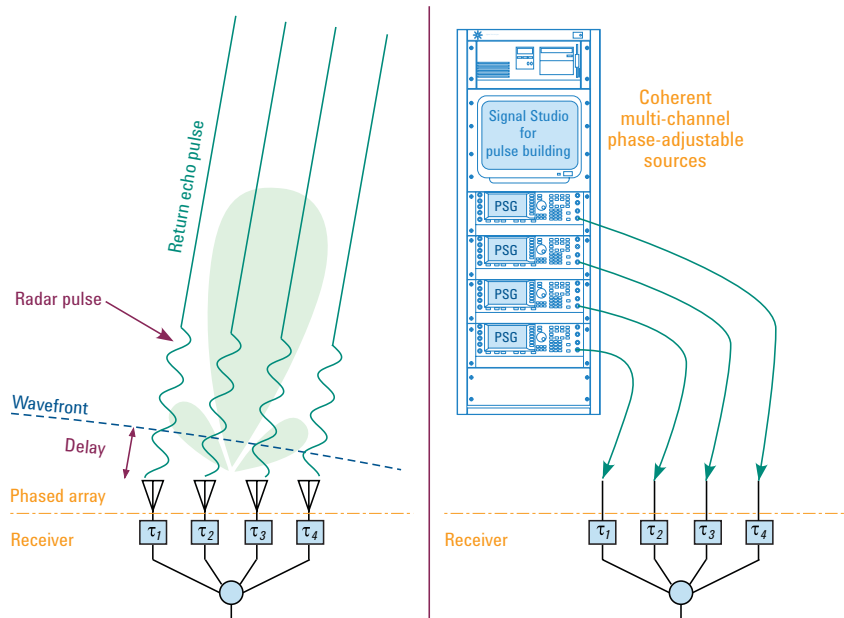 Return echo pulse
Radar pulse
Wavefront
Delay
Phased array
Receiver
τ1
τ2
τ3
τ4
Signal Studio
for
pulse building
PSG
PSG
PSG
PSG
Coherent
multi-channel
phase-adjustable
sources
Receiver
τ1
τ2
τ3
τ4